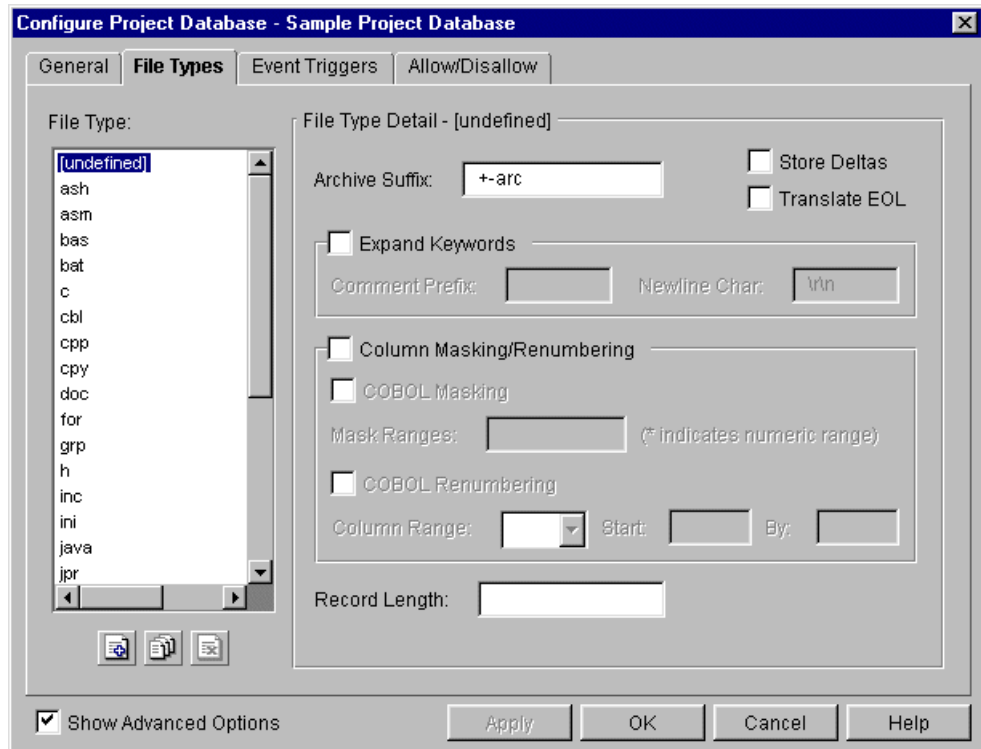 Configure Project Database - Sample Project Database
General File Types Event Triggers Allow/Disallow
File Type:
[undefined]
ash
asm
bas
bat
c
cbl
cpp
cpy
doc
for
grp
h
inc
ini
java
jpr
File Type Detail - [undefined]
Archive Suffix: +-arc
Store Deltas
Translate EOL
Expand Keywords
Comment Prefix: Newline Char: \r\n
Column Masking/Renumbering
COBOL Masking
Mask Ranges: (* indicates numeric range)
COBOL Renumbering
Column Range: Start: By:
Record Length:
Show Advanced Options Apply OK Cancel Help